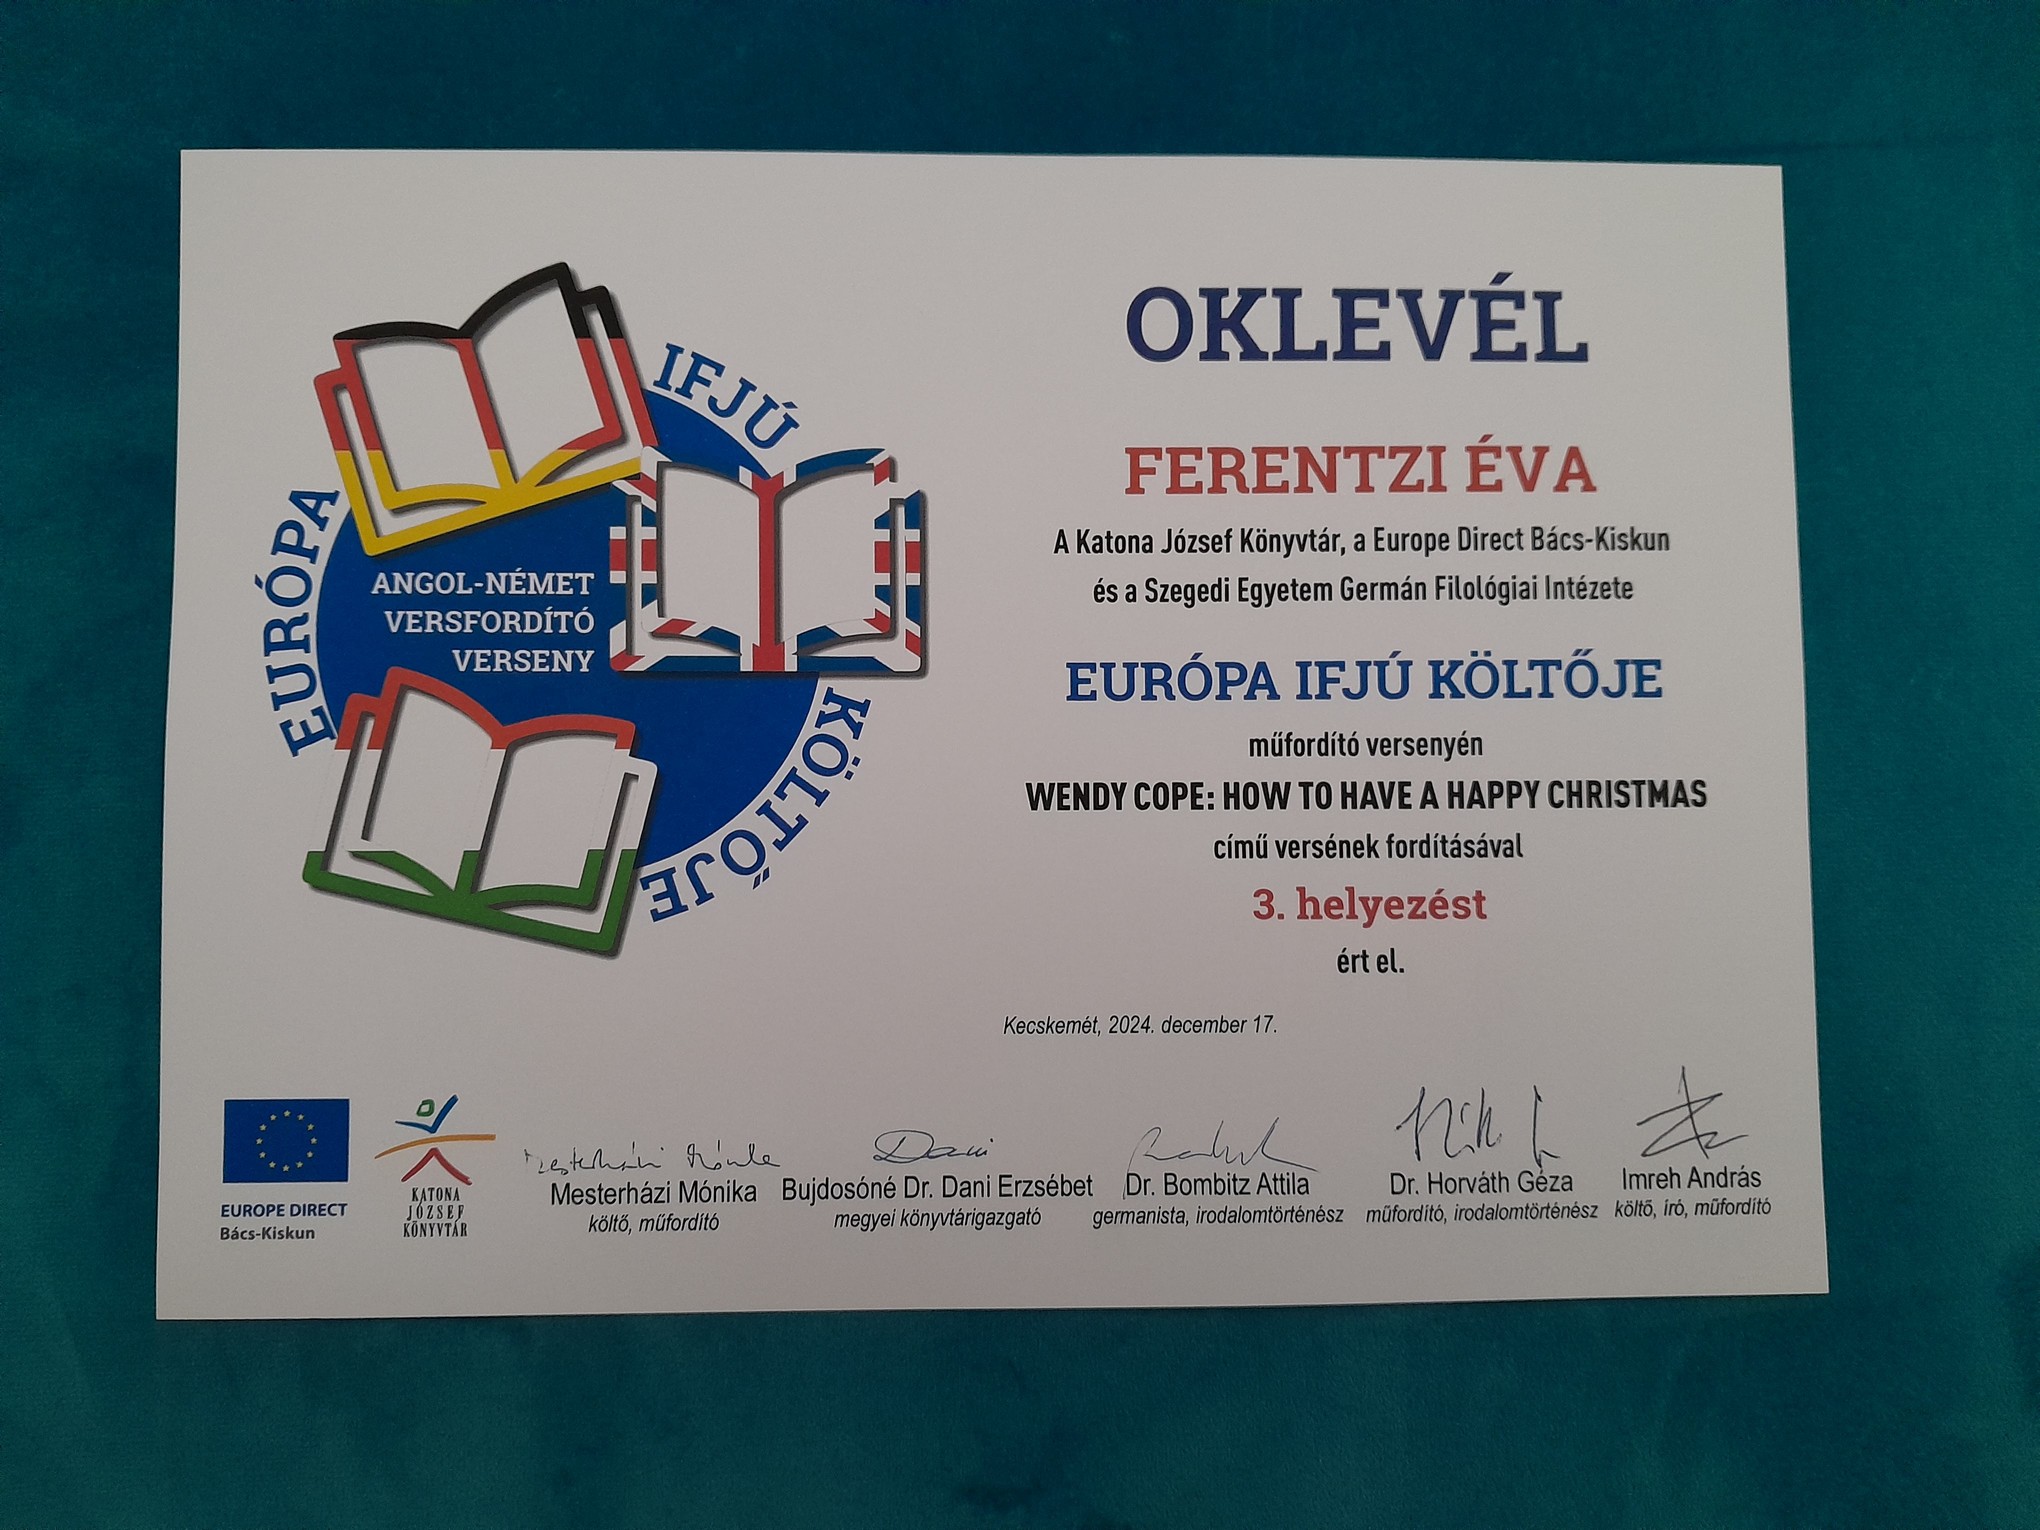 EURÓPA IFJÚ KÖLTŐJE
ANGOL-NÉMET
VERSFORDÍTÓ
VERSENY
OKLEVÉL
FERENTZI ÉVA
A Katona József Könyvtár, a Europe Direct Bács-Kiskun
és a Szegedi Egyetem Germán Filológiai Intézete
EURÓPA IFJÚ KÖLTŐJE
műfordító versenyén
WENDY COPE: HOW TO HAVE A HAPPY CHRISTMAS
című versének fordításával
3. helyezést
ért el.
Kecskemét, 2024. december 17.
EUROPE DIRECT
Bács-Kiskun
KATONA
JÓZSEF
KÖNYVTÁR
Mesterházi Mónika
Mesterházi Mónika
költő, műfordító
Dani
Bujdosóné Dr. Dani Erzsébet
megyei könyvtárigazgató
Dr. Bombitz Attila
germanista, irodalomtörténész
Dr. Horváth Géza
műfordító, irodalomtörténész
Imreh András
költő, író, műfordító